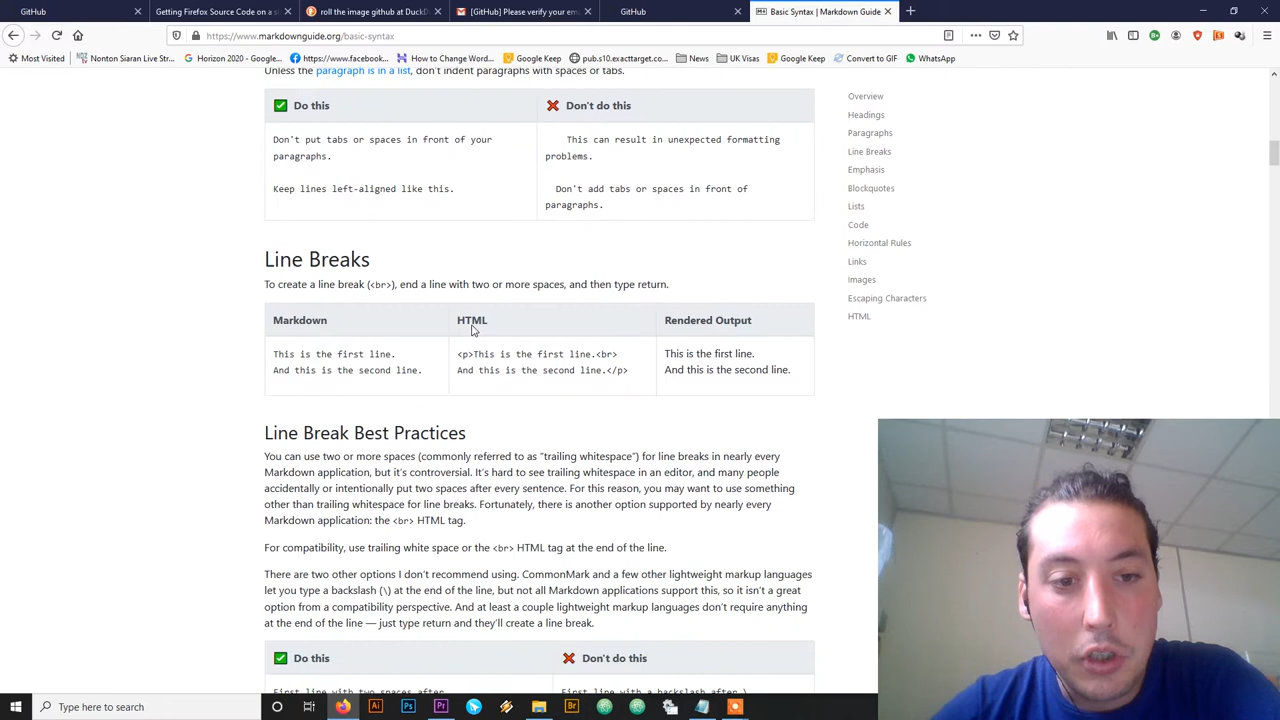 GitHub
Getting Firefox Source Code on a s
roll the image github at DuckD
[GitHub] Please verify your ema
GitHub
Basic Syntax | Markdown Guide
https://www.markdownguide.org/basic-syntax
Most Visited
Nonton Siaran Live Str...
Horizon 2020 - Google...
https://www.facebook...
How to Change Word...
Google Keep
pub.s10.exacttarget.co...
News
UK Visas
Google Keep
Convert to GIF
WhatsApp
Unless the paragraph is in a list, don't indent paragraphs with spaces or tabs.
Do this
Don't do this
Don't put tabs or spaces in front of your
paragraphs.
Keep lines left-aligned like this.
This can result in unexpected formatting
problems.
Don't add tabs or spaces in front of
paragraphs.
Line Breaks
To create a line break (<br>), end a line with two or more spaces, and then type return.
Markdown
HTML
Rendered Output
This is the first line.
And this is the second line.
<p>This is the first line.<br>
And this is the second line.</p>
This is the first line.
And this is the second line.
Line Break Best Practices
You can use two or more spaces (commonly referred to as “trailing whitespace”) for line breaks in nearly every
Markdown application, but it’s controversial. It’s hard to see trailing whitespace in an editor, and many people
accidentally or intentionally put two spaces after every sentence. For this reason, you may want to use something
other than trailing whitespace for line breaks. Fortunately, there is another option supported by nearly every
Markdown application: the <br> HTML tag.
For compatibility, use trailing white space or the <br> HTML tag at the end of the line.
There are two other options I don’t recommend using. CommonMark and a few other lightweight markup languages
let you type a backslash (\) at the end of the line, but not all Markdown applications support this, so it isn’t a great
option from a compatibility perspective. And at least a couple lightweight markup languages don’t require anything
at the end of the line — just type return and they’ll create a line break.
Do this
Don't do this
First line with two spaces after
First line with a backslash after \
Overview
Headings
Paragraphs
Line Breaks
Emphasis
Blockquotes
Lists
Code
Horizontal Rules
Links
Images
Escaping Characters
HTML
Type here to search